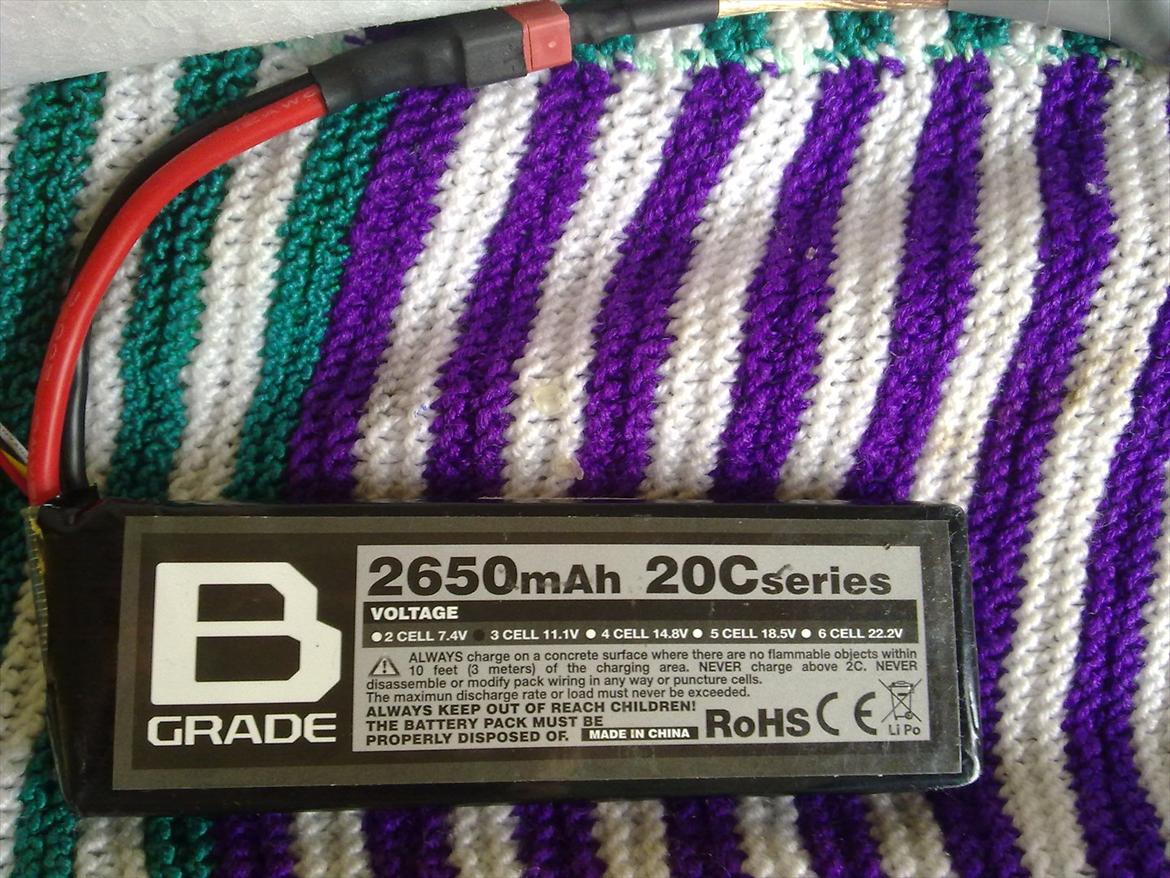 B
GRADE
2650mAh 20Cseries
VOLTAGE
● 2 CELL 7.4V ● 3 CELL 11.1V ● 4 CELL 14.8V ● 5 CELL 18.5V ● 6 CELL 22.2V
ALWAYS charge on a concrete surface where there are no flammable objects within
10 feet (3 meters) of the charging area. NEVER charge above 2C. NEVER
disassemble or modify pack wiring in any way or puncture cells.
The maximun discharge rate or load must never be exceeded.
ALWAYS KEEP OUT OF REACH CHILDREN!
THE BATTERY PACK MUST BE
PROPERLY DISPOSED OF. MADE IN CHINA
RoHS CE
Li Po